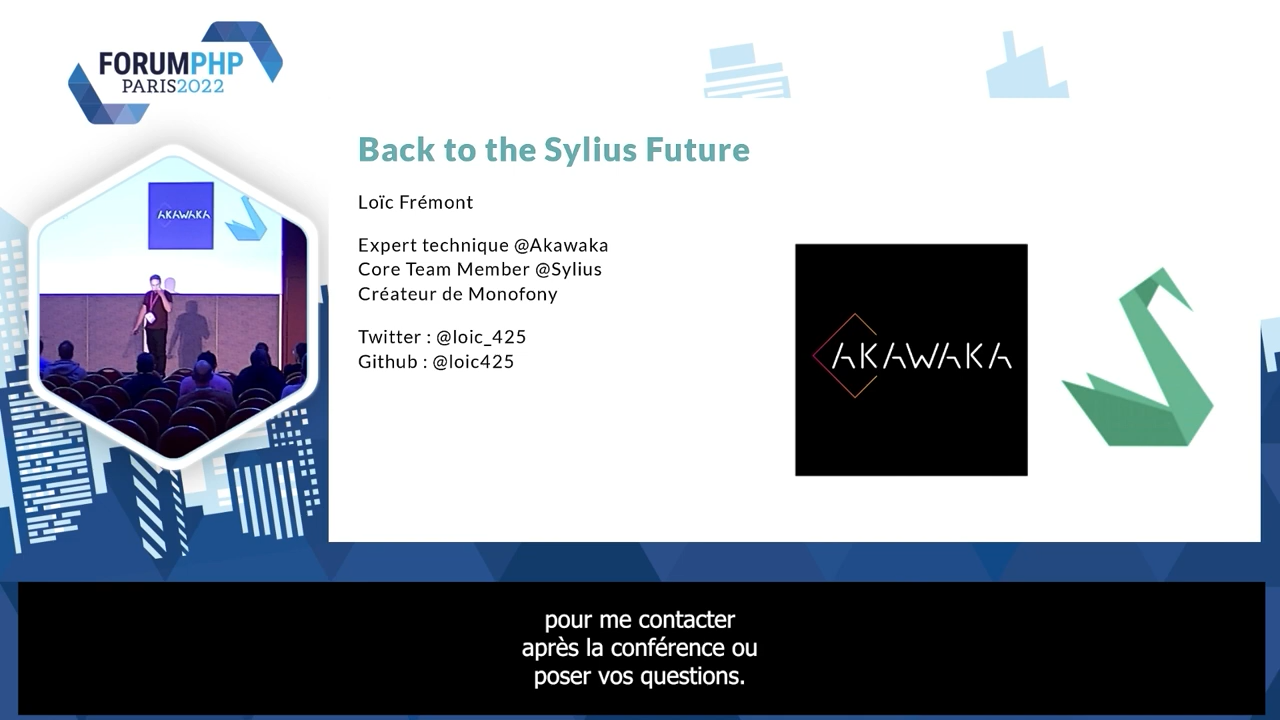 FORUMPHP
PARIS2022
AKAWAKA
Back to the Sylius Future
Loïc Frémont
Expert technique @Akawaka
Core Team Member @Sylius
Créateur de Monofony
Twitter : @loic_425
Github : @loic425
AKAWAKA
pour me contacter
après la conférence ou
poser vos questions.